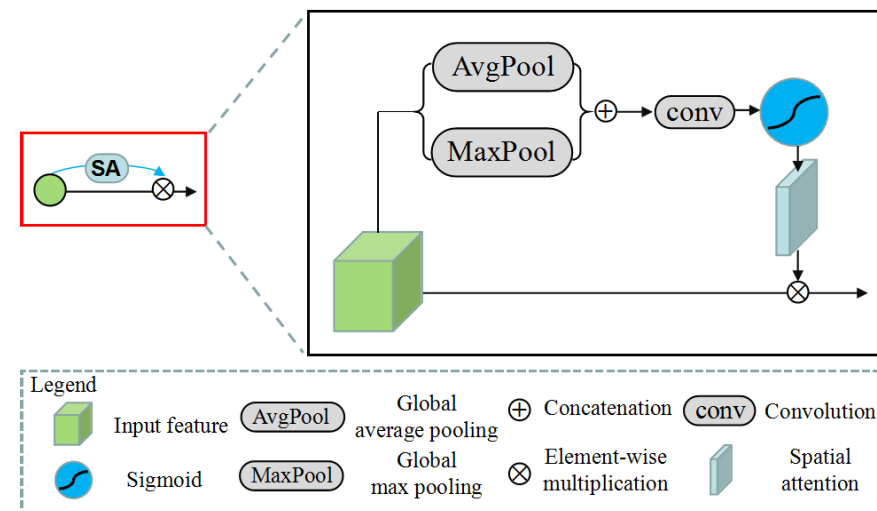 AvgPool
MaxPool
conv
SA
Legend
Input feature
AvgPool
Global
average pooling
Concatenation
conv
Convolution
Sigmoid
MaxPool
Global
max pooling
Element-wise
multiplication
Spatial
attention